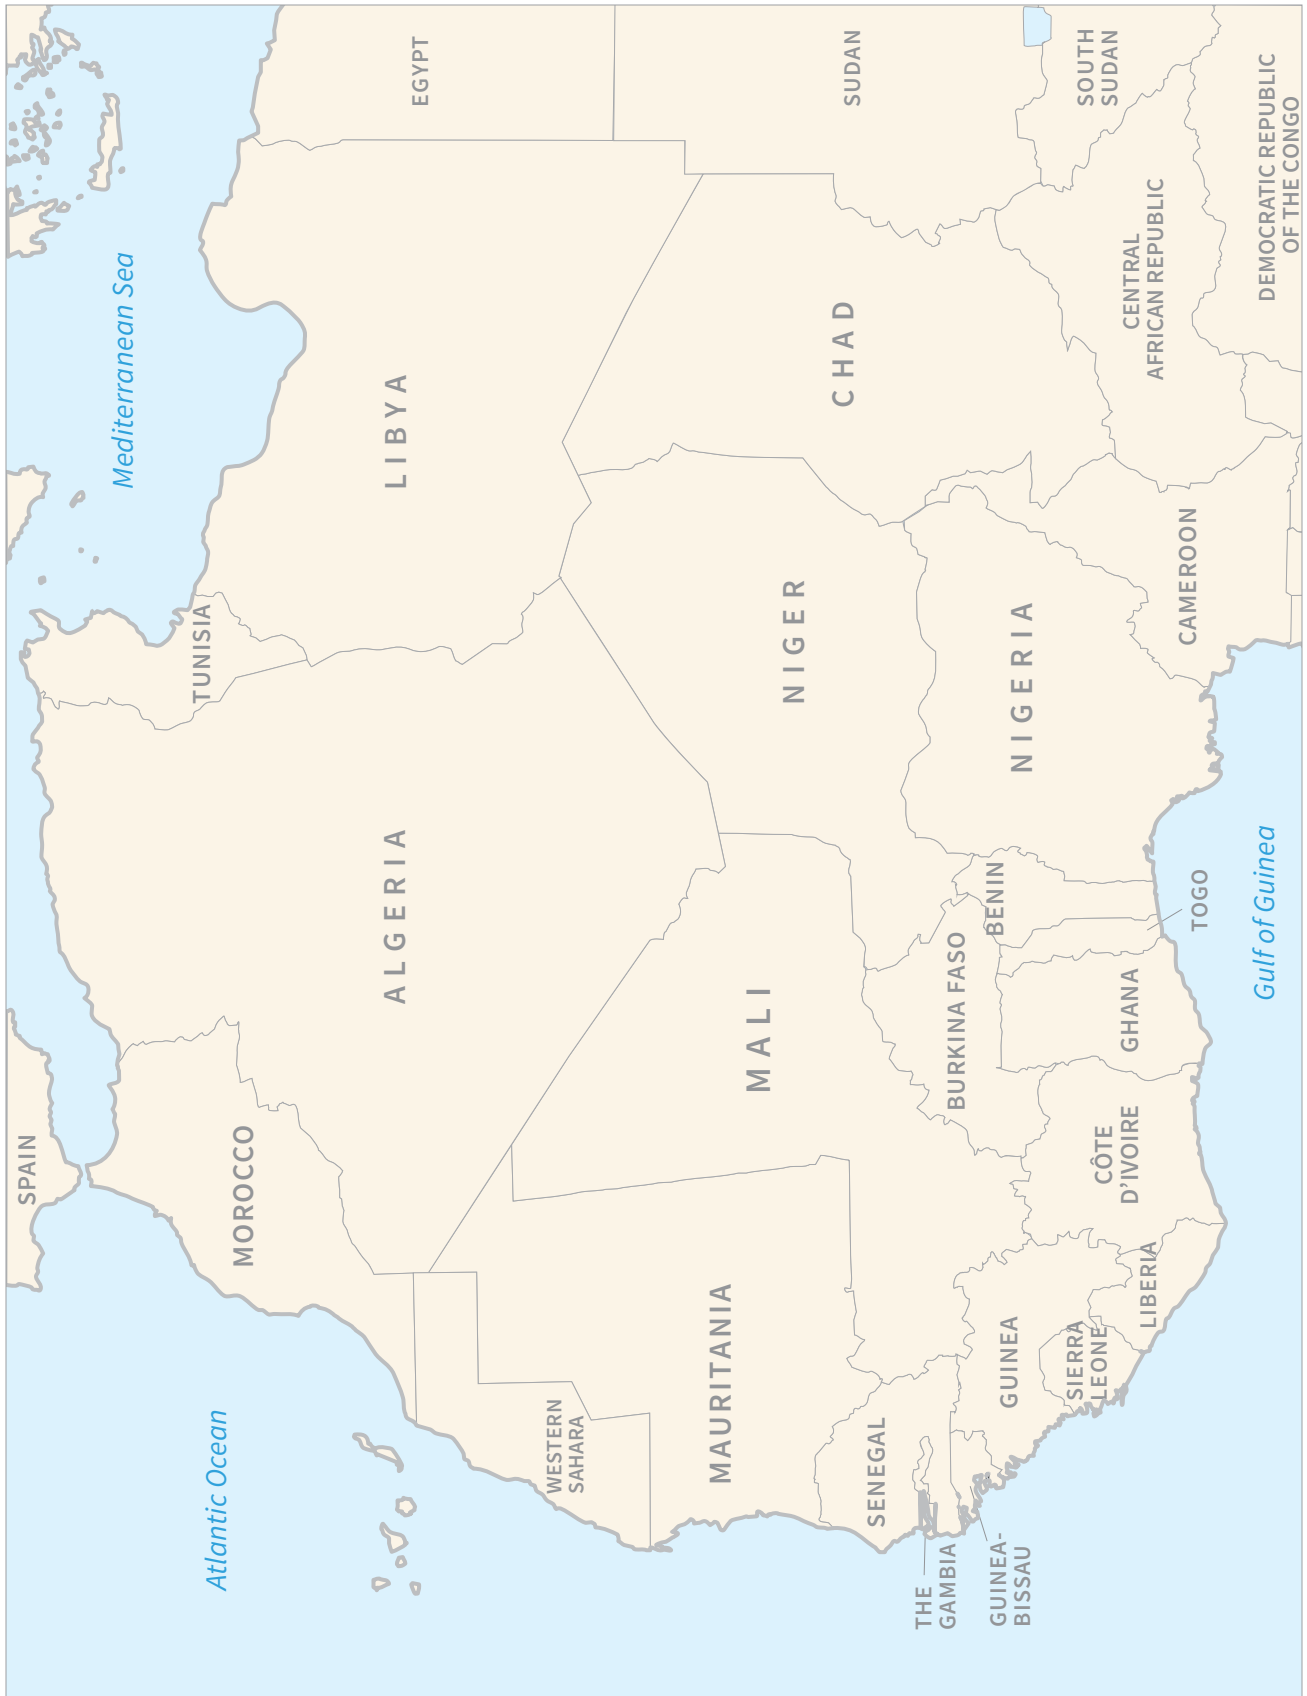 SPAIN
Mediterranean Sea
Atlantic Ocean
TUNISIA
MOROCCO
ALGERIA
LIBYA
EGYPT
WESTERN
SAHARA
MAURITANIA
MALI
NIGER
CHAD
SUDAN
SENEGAL
THE
GAMBIA
GUINEA-
BISSAU
GUINEA
SIERRA
LEONE
LIBERIA
CÔTE
D'IVOIRE
BURKINA FASO
GHANA
TOGO
BENIN
NIGERIA
CAMEROON
CENTRAL
AFRICAN REPUBLIC
SOUTH
SUDAN
DEMOCRATIC REPUBLIC
OF THE CONGO
Gulf of Guinea